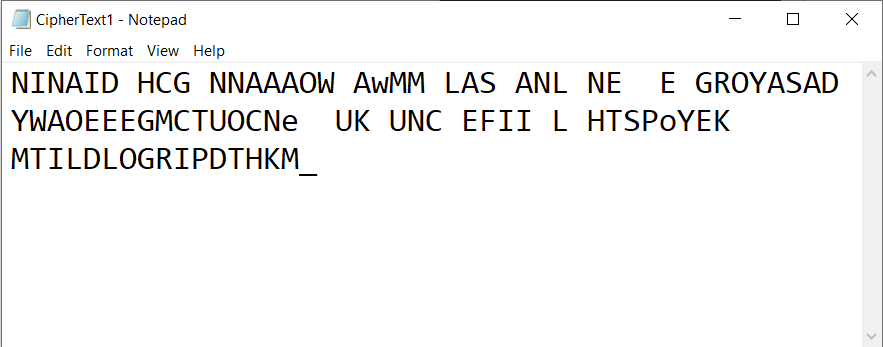 CipherText1 - Notepad
File Edit Format View Help
NINAID HCG NNAAAOW AwMM LAS ANL NE  E GROYASAD
YWAOEEEGMCTUOCNe  UK UNC EFII L HTSPoYEK
MTILDLOGRIPDTHKM_